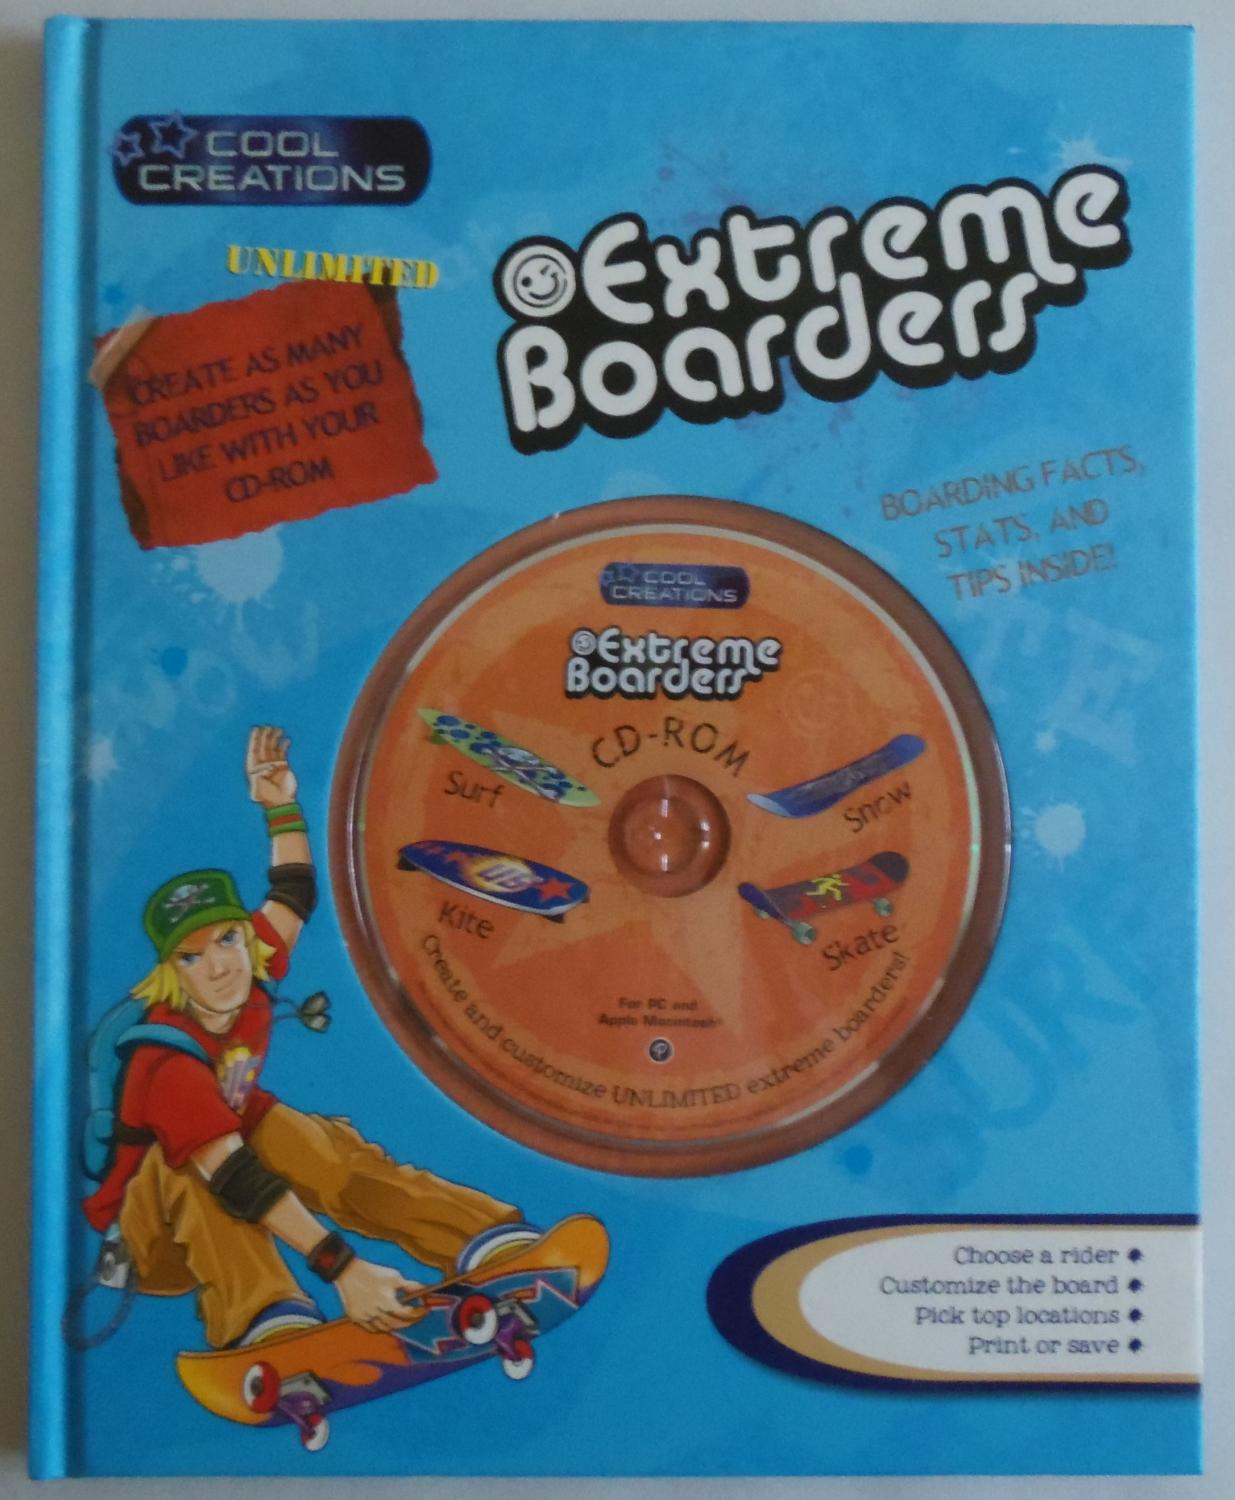 COOL
CREATIONS
UNLIMITED
CREATE AS MANY
BOARDERS AS YOU
LIKE WITH YOUR
CD-ROM
Extreme
Boarders
BOARDING FACTS,
STATS, AND
TIPS INSIDE!
COOL
CREATIONS
Extreme
Boarders
CD-ROM
Surf
Snow
Kite
Skate
For PC and
Apple Macintosh®
Create and customize UNLIMITED extreme boarders!
Choose a rider
Customize the board
Pick top locations
Print or save